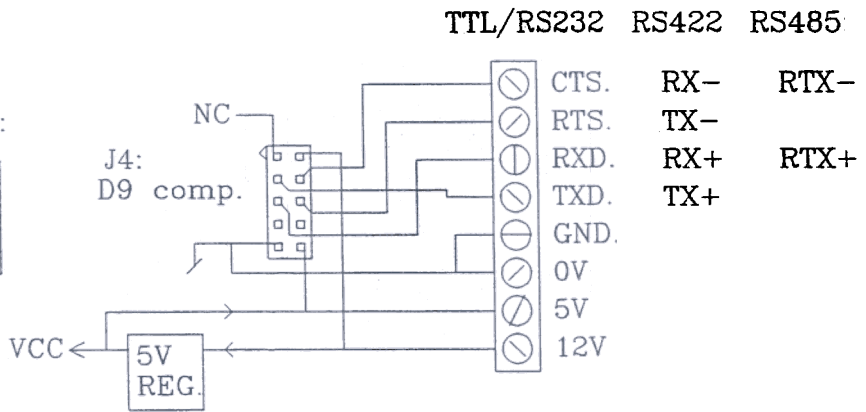 TTL/RS232 RS422 RS485
CTS. RX- RTX-
NC
RTS. TX-
:
J4:
RXD. RX+ RTX+
D9 comp.
TXD. TX+
GND.
0V
5V
VCC
5V
REG.
12V